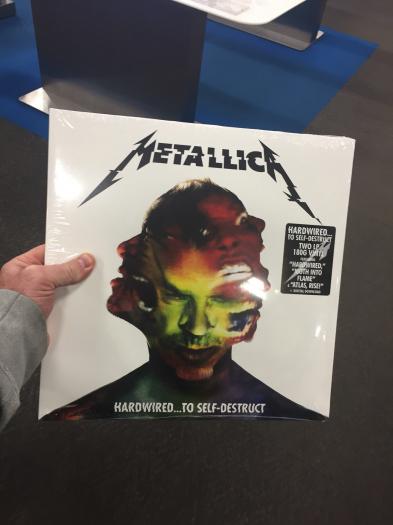 METALLICA
HARDWIRED...
TO SELF-DESTRUCT
TWO LP
180G VINYL
FEATURING
"HARDWIRED,"
"MOTH INTO
FLAME"
& "ATLAS, RISE!"
+ DIGITAL DOWNLOAD
HARDWIRED...TO SELF-DESTRUCT